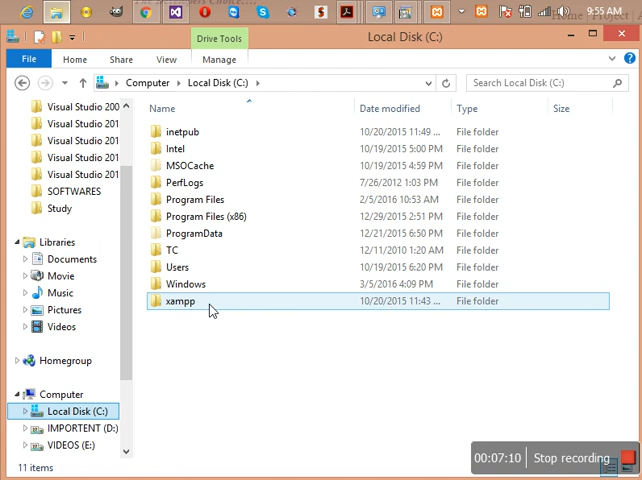 The Developers Choice....
9:55 AM
Home | Project | A
Drive Tools
Local Disk (C:)
File
Home
Share
View
Manage
Computer
Local Disk (C:)
Search Local Disk (C:)
Name
Date modified
Type
Size
Visual Studio 200
Visual Studio 201
Visual Studio 201
Visual Studio 201
Visual Studio 201
SOFTWARES
Study
Libraries
Documents
Movie
Music
Pictures
Videos
Homegroup
Computer
Local Disk (C:)
IMPORTENT (D:)
VIDEOS (E:)
inetpub 10/20/2015 11:49 ... File folder
Intel 10/19/2015 5:00 PM File folder
MSOCache 10/19/2015 4:59 PM File folder
PerfLogs 7/26/2012 1:03 PM File folder
Program Files 2/5/2016 10:53 AM File folder
Program Files (x86) 12/29/2015 2:51 PM File folder
ProgramData 12/21/2015 6:50 PM File folder
TC 12/11/2010 1:20 AM File folder
Users 10/19/2015 6:20 PM File folder
Windows 3/5/2016 4:09 PM File folder
xampp 10/20/2015 11:43 ... File folder
00:07:10 Stop recording
11 items